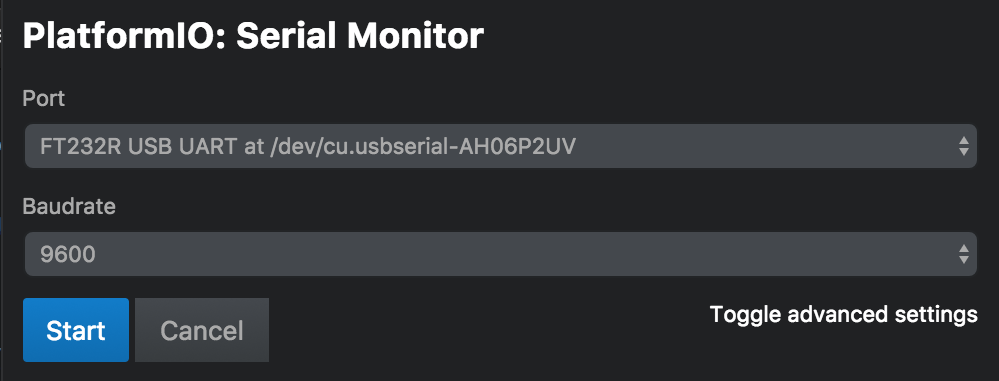 PlatformIO: Serial Monitor
Port
FT232R USB UART at /dev/cu.usbserial-AH06P2UV
Baudrate
9600
Start Cancel
Toggle advanced settings